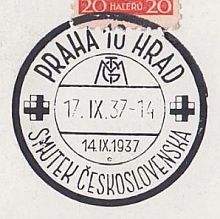 20 HALÉŘŮ 20
PRAHA 10 HRAD
TGM
17.IX.37-14
14.IX.1937
c
SMUTEK ČESKOSLOVENSKA